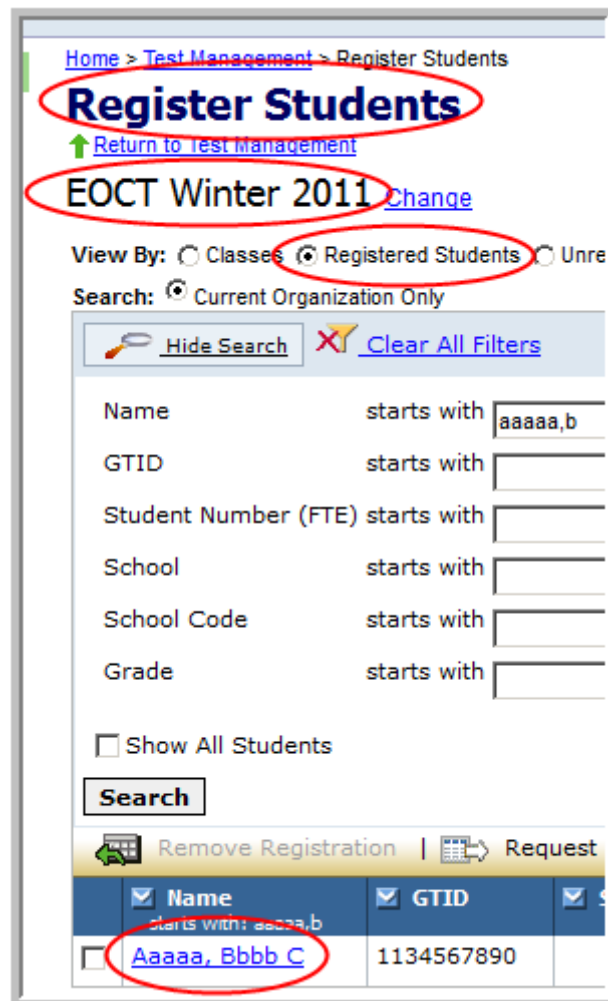 Home > Test Management > Register Students
Register Students
Return to Test Management
EOCT Winter 2011 Change
View By: Classes Registered Students Unre
Search: Current Organization Only
Hide Search Clear All Filters
Name starts with aaaaa,b
GTID starts with
Student Number (FTE) starts with
School starts with
School Code starts with
Grade starts with
Show All Students
Search
Remove Registration | Request
Name GTID S
starts with: aaaaa,b
Aaaaa, Bbbb C 1134567890